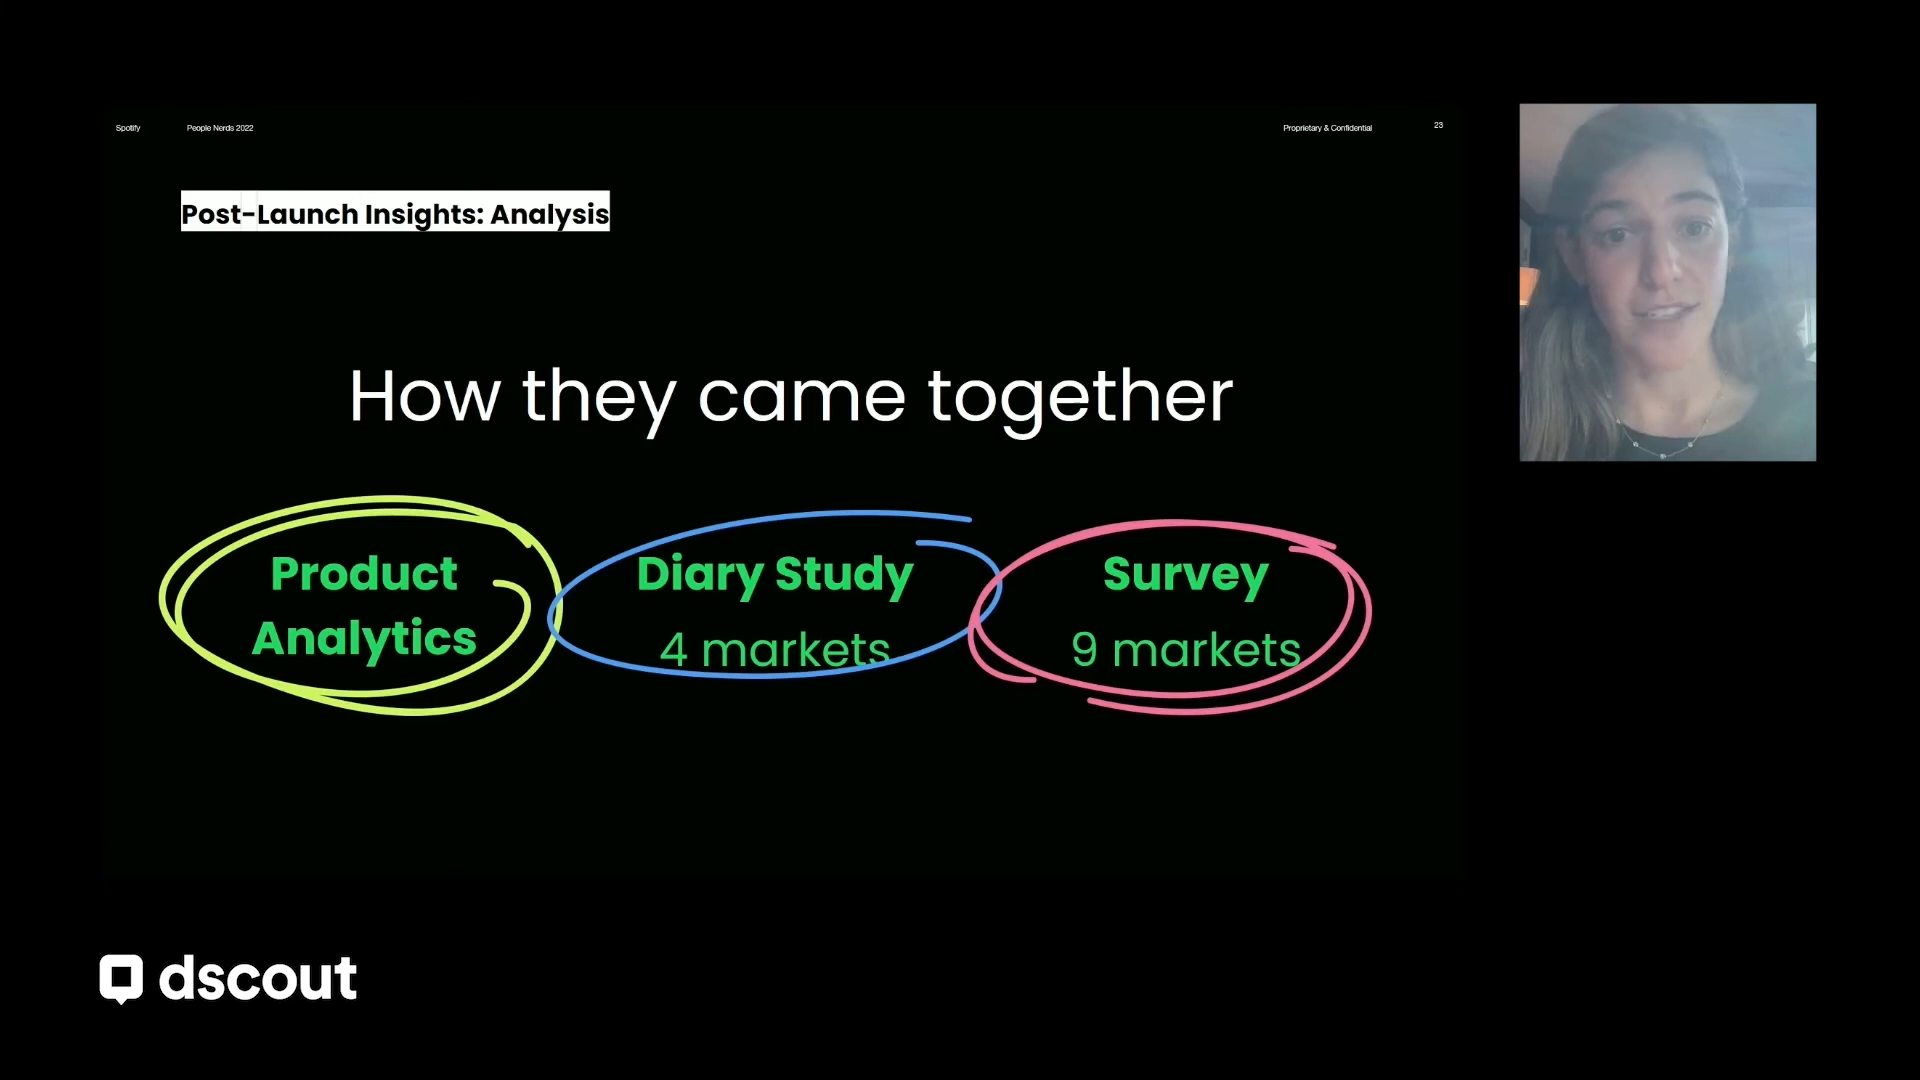 Spotify People Nerds 2022 Proprietary & Confidential 23
Post-Launch Insights: Analysis
How they came together
Product
Analytics
Diary Study
4 markets
Survey
9 markets
dscout